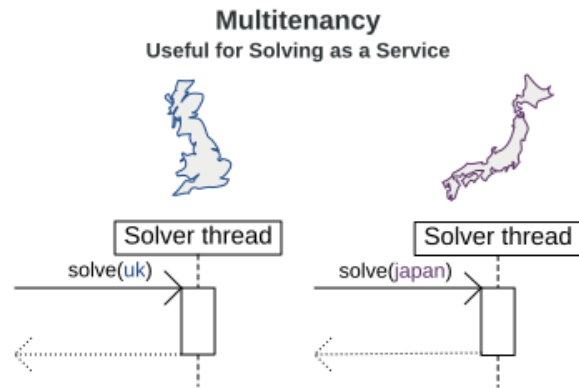 Multitenancy
Useful for Solving as a Service
Solver thread
solve(uk)
Solver thread
solve(japan)